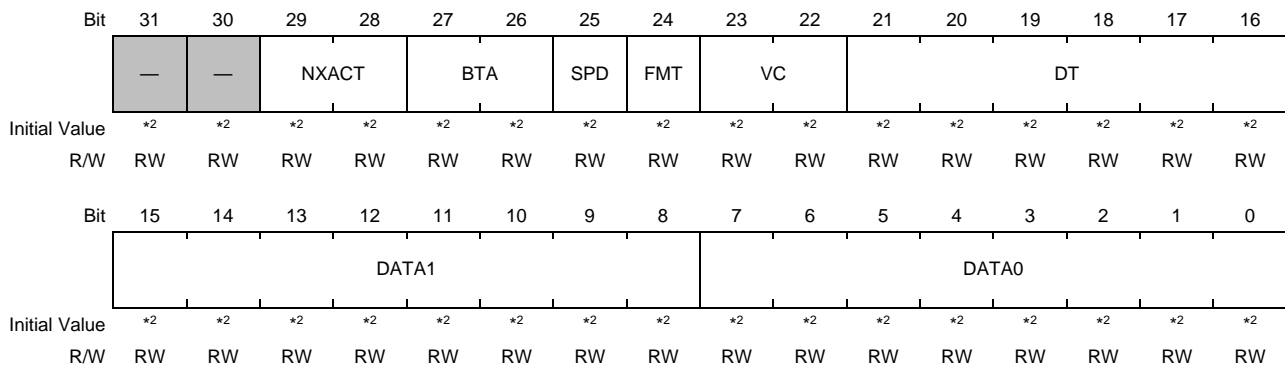 Bit 31 30 29 28 27 26 25 24 23 22 21 20 19 18 17 16
— — NXACT BTA SPD FMT VC DT
Initial Value *2 *2 *2 *2 *2 *2 *2 *2 *2 *2 *2 *2 *2 *2 *2 *2
R/W RW RW RW RW RW RW RW RW RW RW RW RW RW RW RW RW
Bit 15 14 13 12 11 10 9 8 7 6 5 4 3 2 1 0
DATA1 DATA0
Initial Value *2 *2 *2 *2 *2 *2 *2 *2 *2 *2 *2 *2 *2 *2 *2 *2
R/W RW RW RW RW RW RW RW RW RW RW RW RW RW RW RW RW